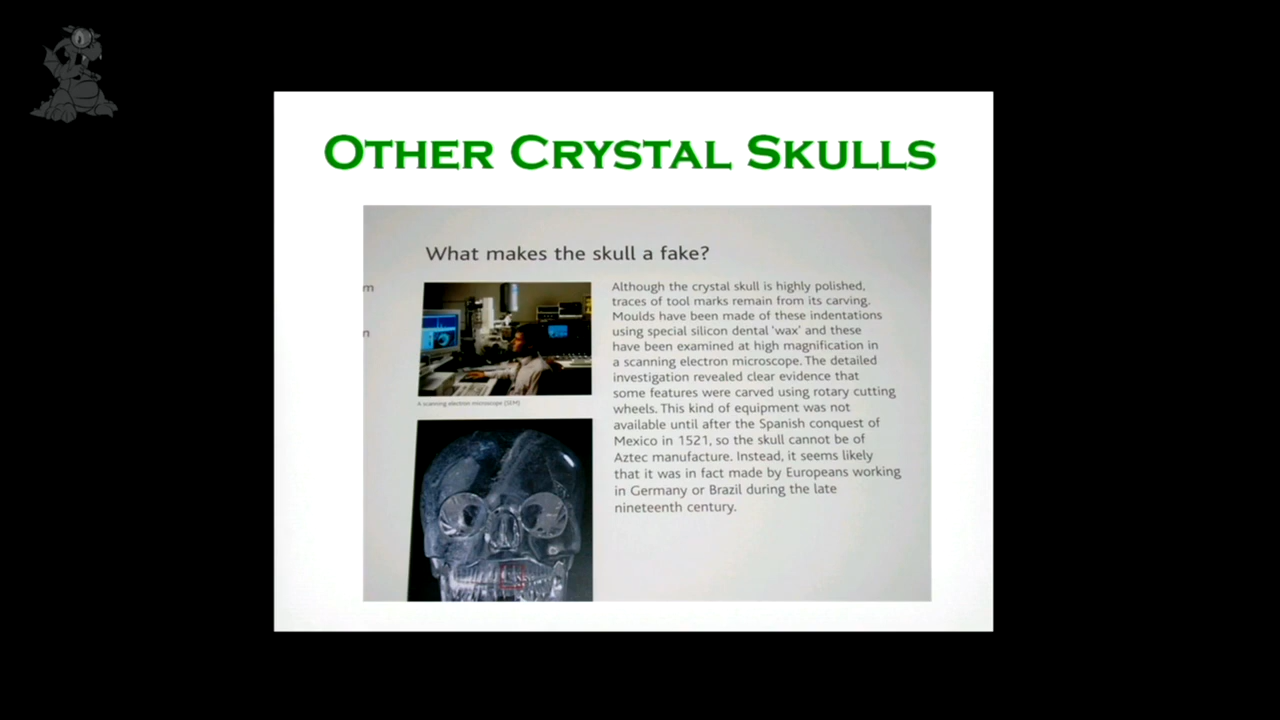 OTHER CRYSTAL SKULLS
What makes the skull a fake?
m
n
A scanning electron microscope (SEM)
Although the crystal skull is highly polished,
traces of tool marks remain from its carving.
Moulds have been made of these indentations
using special silicon dental 'wax' and these
have been examined at high magnification in
a scanning electron microscope. The detailed
investigation revealed clear evidence that
some features were carved using rotary cutting
wheels. This kind of equipment was not
available until after the Spanish conquest of
Mexico in 1521, so the skull cannot be of
Aztec manufacture. Instead, it seems likely
that it was in fact made by Europeans working
in Germany or Brazil during the late
nineteenth century.